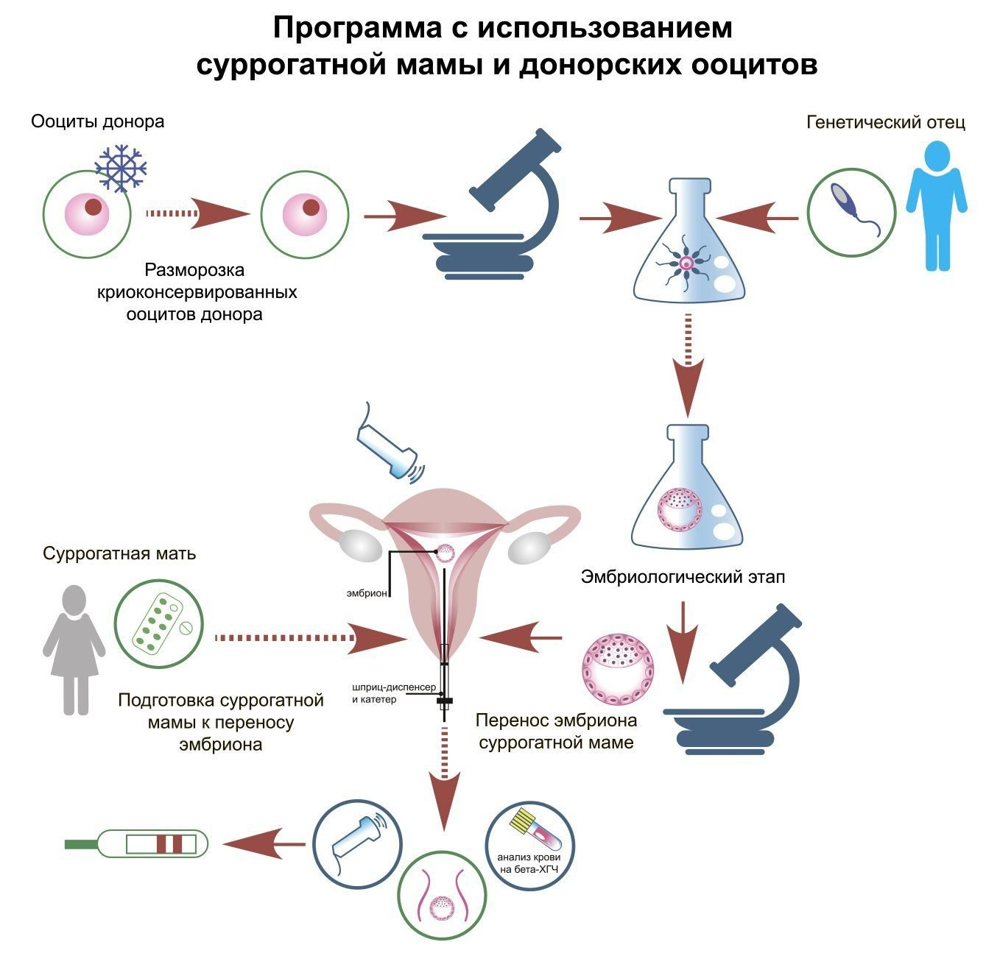 Программа с использованием
суррогатной мамы и донорских ооцитов
Ооциты донора
Генетический отец
Разморозка
криоконсервированных
ооцитов донора
Суррогатная мать
эмбрион
Эмбриологический этап
шприц-диспенсер
и катетер
Подготовка суррогатной
мамы к переносу
эмбриона
Перенос эмбриона
суррогатной маме
анализ крови
на бета-ХГЧ